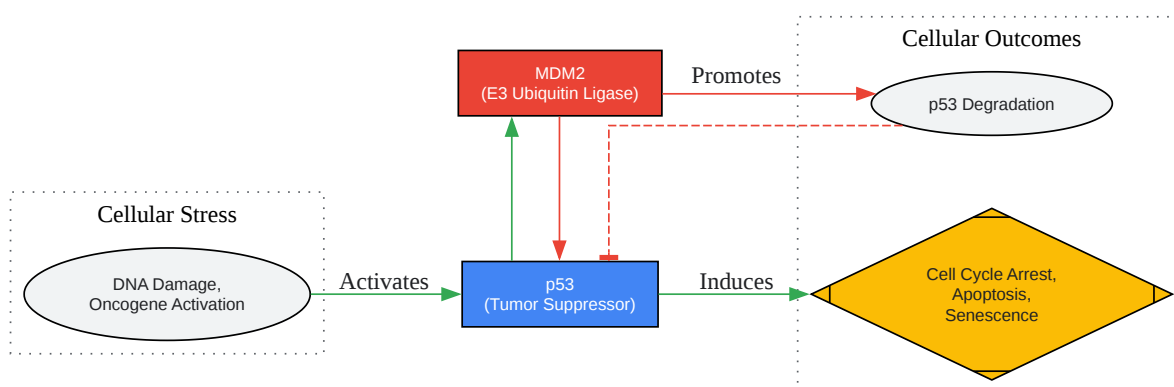 Cellular Outcomes
MDM2
(E3 Ubiquitin Ligase)
Promotes
p53 Degradation
Cellular Stress
DNA Damage,
Oncogene Activation
Activates
p53
(Tumor Suppressor)
Induces
Cell Cycle Arrest,
Apoptosis,
Senescence